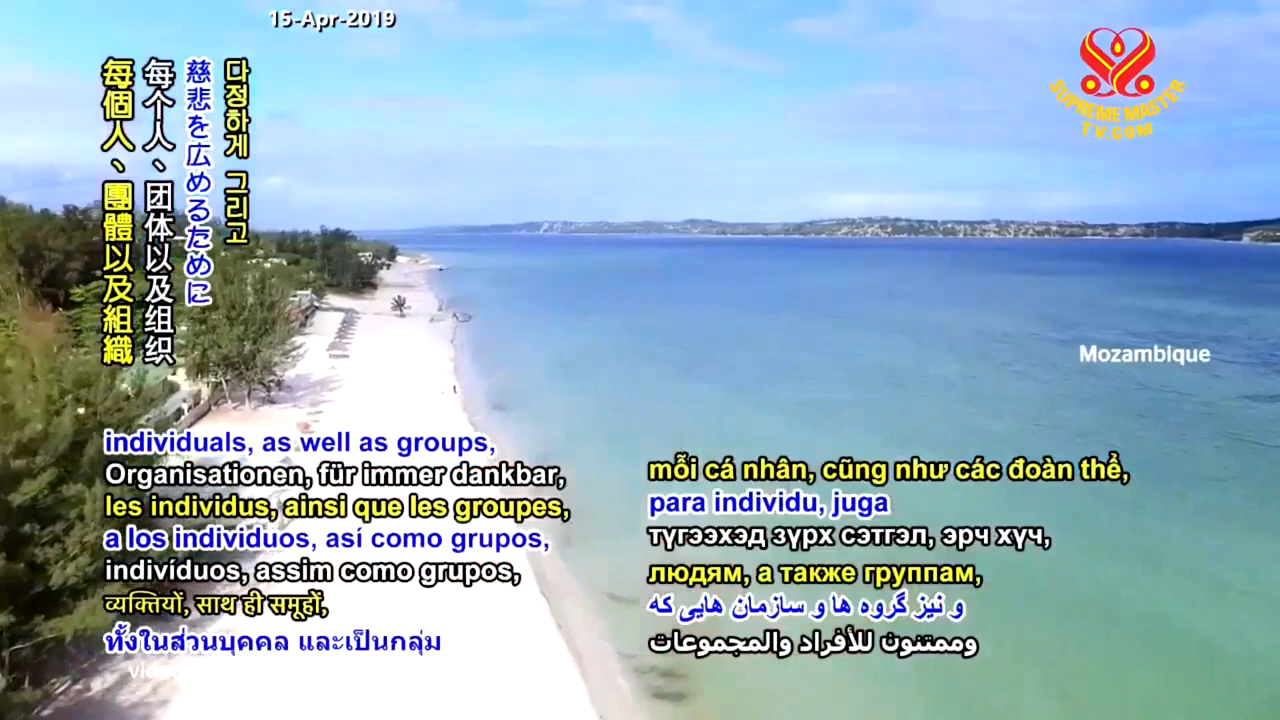 15-Apr-2019
SUPREME MASTER
TV.COM
다정하게 그리고
慈悲を広めるために
每个人、团体以及组织
每個人、團體以及組織
Mozambique
individuals, as well as groups,
Organisationen, für immer dankbar,
les individus, ainsi que les groupes,
a los individuos, así como grupos,
indivíduos, assim como grupos,
व्यक्तियों, साथ ही समूहों,
ทั้งในส่วนบุคคล และเป็นกลุ่ม
mỗi cá nhân, cũng như các đoàn thể,
para individu, juga
түгээхэд зүрх сэтгэл, эрч хүч,
людям, а также группам,
و نیز گروه ها و سازمان هایی که
وممتنون للأفراد والمجموعات